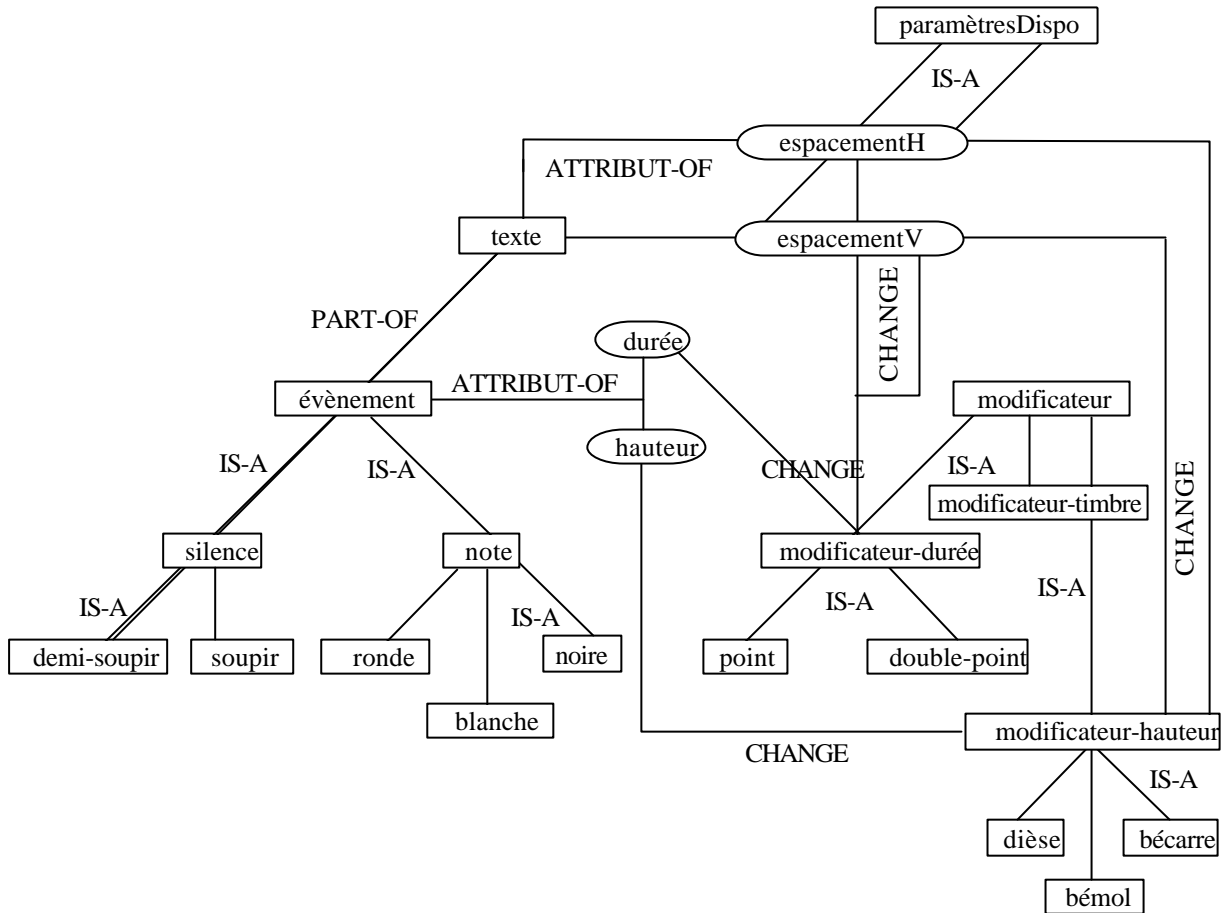 paramètresDispo
IS-A
espacementH
ATTRIBUT-OF
texte
espacementV
CHANGE
PART-OF
durée
ATTRIBUT-OF
évènement
modificateur
hauteur
IS-A
IS-A
CHANGE
IS-A
modificateur-timbre
CHANGE
silence
note
modificateur-durée
IS-A
IS-A
IS-A
IS-A
demi-soupir
soupir
ronde
noire
point
double-point
blanche
modificateur-hauteur
CHANGE
IS-A
dièse
bécarre
bémol